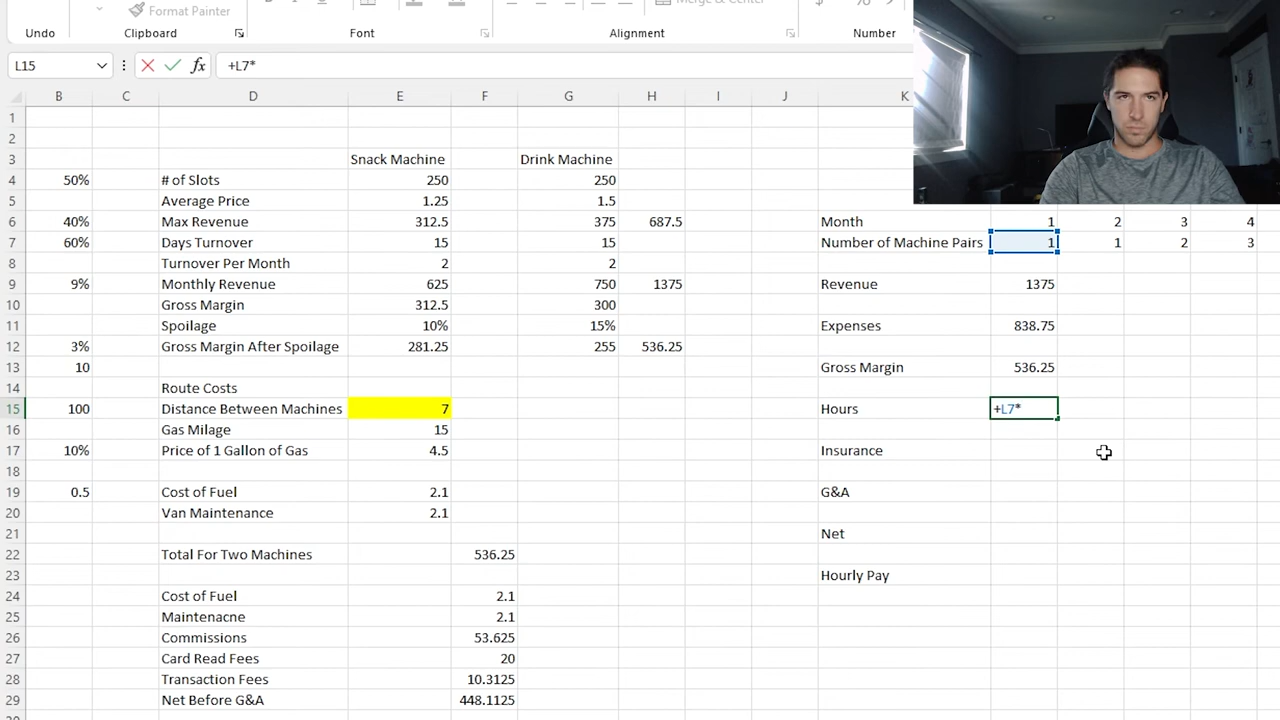 Format Painter
Merge & Center
$ %
Undo Clipboard Font Alignment Number
L15 fx +L7*
B C D E F G H I J K
1
2
3 Snack Machine Drink Machine
4 50% # of Slots 250 250
5 Average Price 1.25 1.5
6 40% Max Revenue 312.5 375 687.5 Month 1 2 3 4
7 60% Days Turnover 15 15 Number of Machine Pairs 1 1 2 3
8 Turnover Per Month 2 2
9 9% Monthly Revenue 625 750 1375 Revenue 1375
10 Gross Margin 312.5 300
11 Spoilage 10% 15% Expenses 838.75
12 3% Gross Margin After Spoilage 281.25 255 536.25
13 10 Gross Margin 536.25
14 Route Costs
15 100 Distance Between Machines 7 Hours +L7*
16 Gas Milage 15
17 10% Price of 1 Gallon of Gas 4.5 Insurance
18
19 0.5 Cost of Fuel 2.1 G&A
20 Van Maintenance 2.1
21 Net
22 Total For Two Machines 536.25
23 Hourly Pay
24 Cost of Fuel 2.1
25 Maintenacne 2.1
26 Commissions 53.625
27 Card Read Fees 20
28 Transaction Fees 10.3125
29 Net Before G&A 448.1125